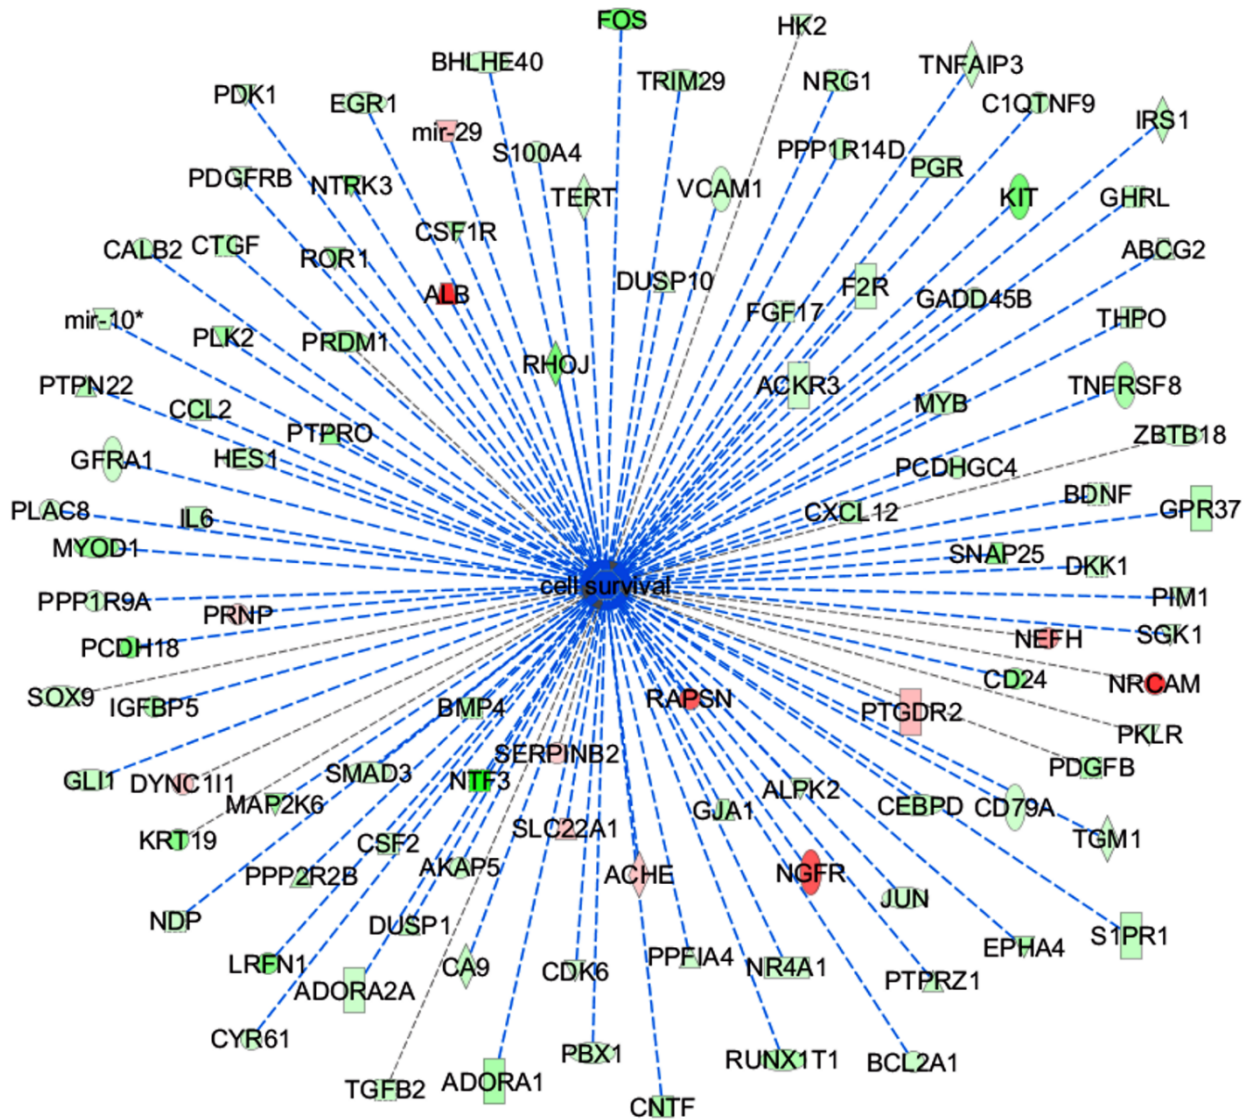 FOS
HK2
BHLHE40
TNFAIP3
TRIM29
NRG1
PDK1
EGR1
C1QTNF9
IRS1
mir-29
S100A4
PPP1R14D
PGR
PDGFRB
NTRK3
TERT
VCAM1
KIT
GHRL
CSF1R
CALB2
CTGF
ROR1
ABCG2
DUSP10
F2R
ALB
FGF17
GADD45B
mir-10*
THPO
PLK2
PRDM1
RHOJ
PTPN22
ACKR3
TNFRSF8
CCL2
MYB
PTPRO
ZBTB18
GFRA1
HES1
PCDHGC4
BDNF
PLAC8
IL6
CXCL12
GPR37
MYOD1
SNAP25
DKK1
cell survival
PPP1R9A
PRNP
PIM1
PCDH18
NEFH
SGK1
CD24
NRCAM
SOX9
IGFBP5
BMP4
RAPSN
PTGDR2
PKLR
SERPINB2
PDGFB
GLI1
DYNC1I1
SMAD3
NTF3
ALPK2
MAP2K6
GJA1
CEBPD
CD79A
SLC22A1
KRT19
CSF2
TGM1
PPP2R2B
AKAP5
ACHE
NGFR
JUN
NDP
DUSP1
S1PR1
EPHA4
LRFN1
CA9
CDK6
PPFIA4
NR4A1
PTPRZ1
ADORA2A
CYR61
PBX1
RUNX1T1
BCL2A1
TGFB2
ADORA1
CNTF